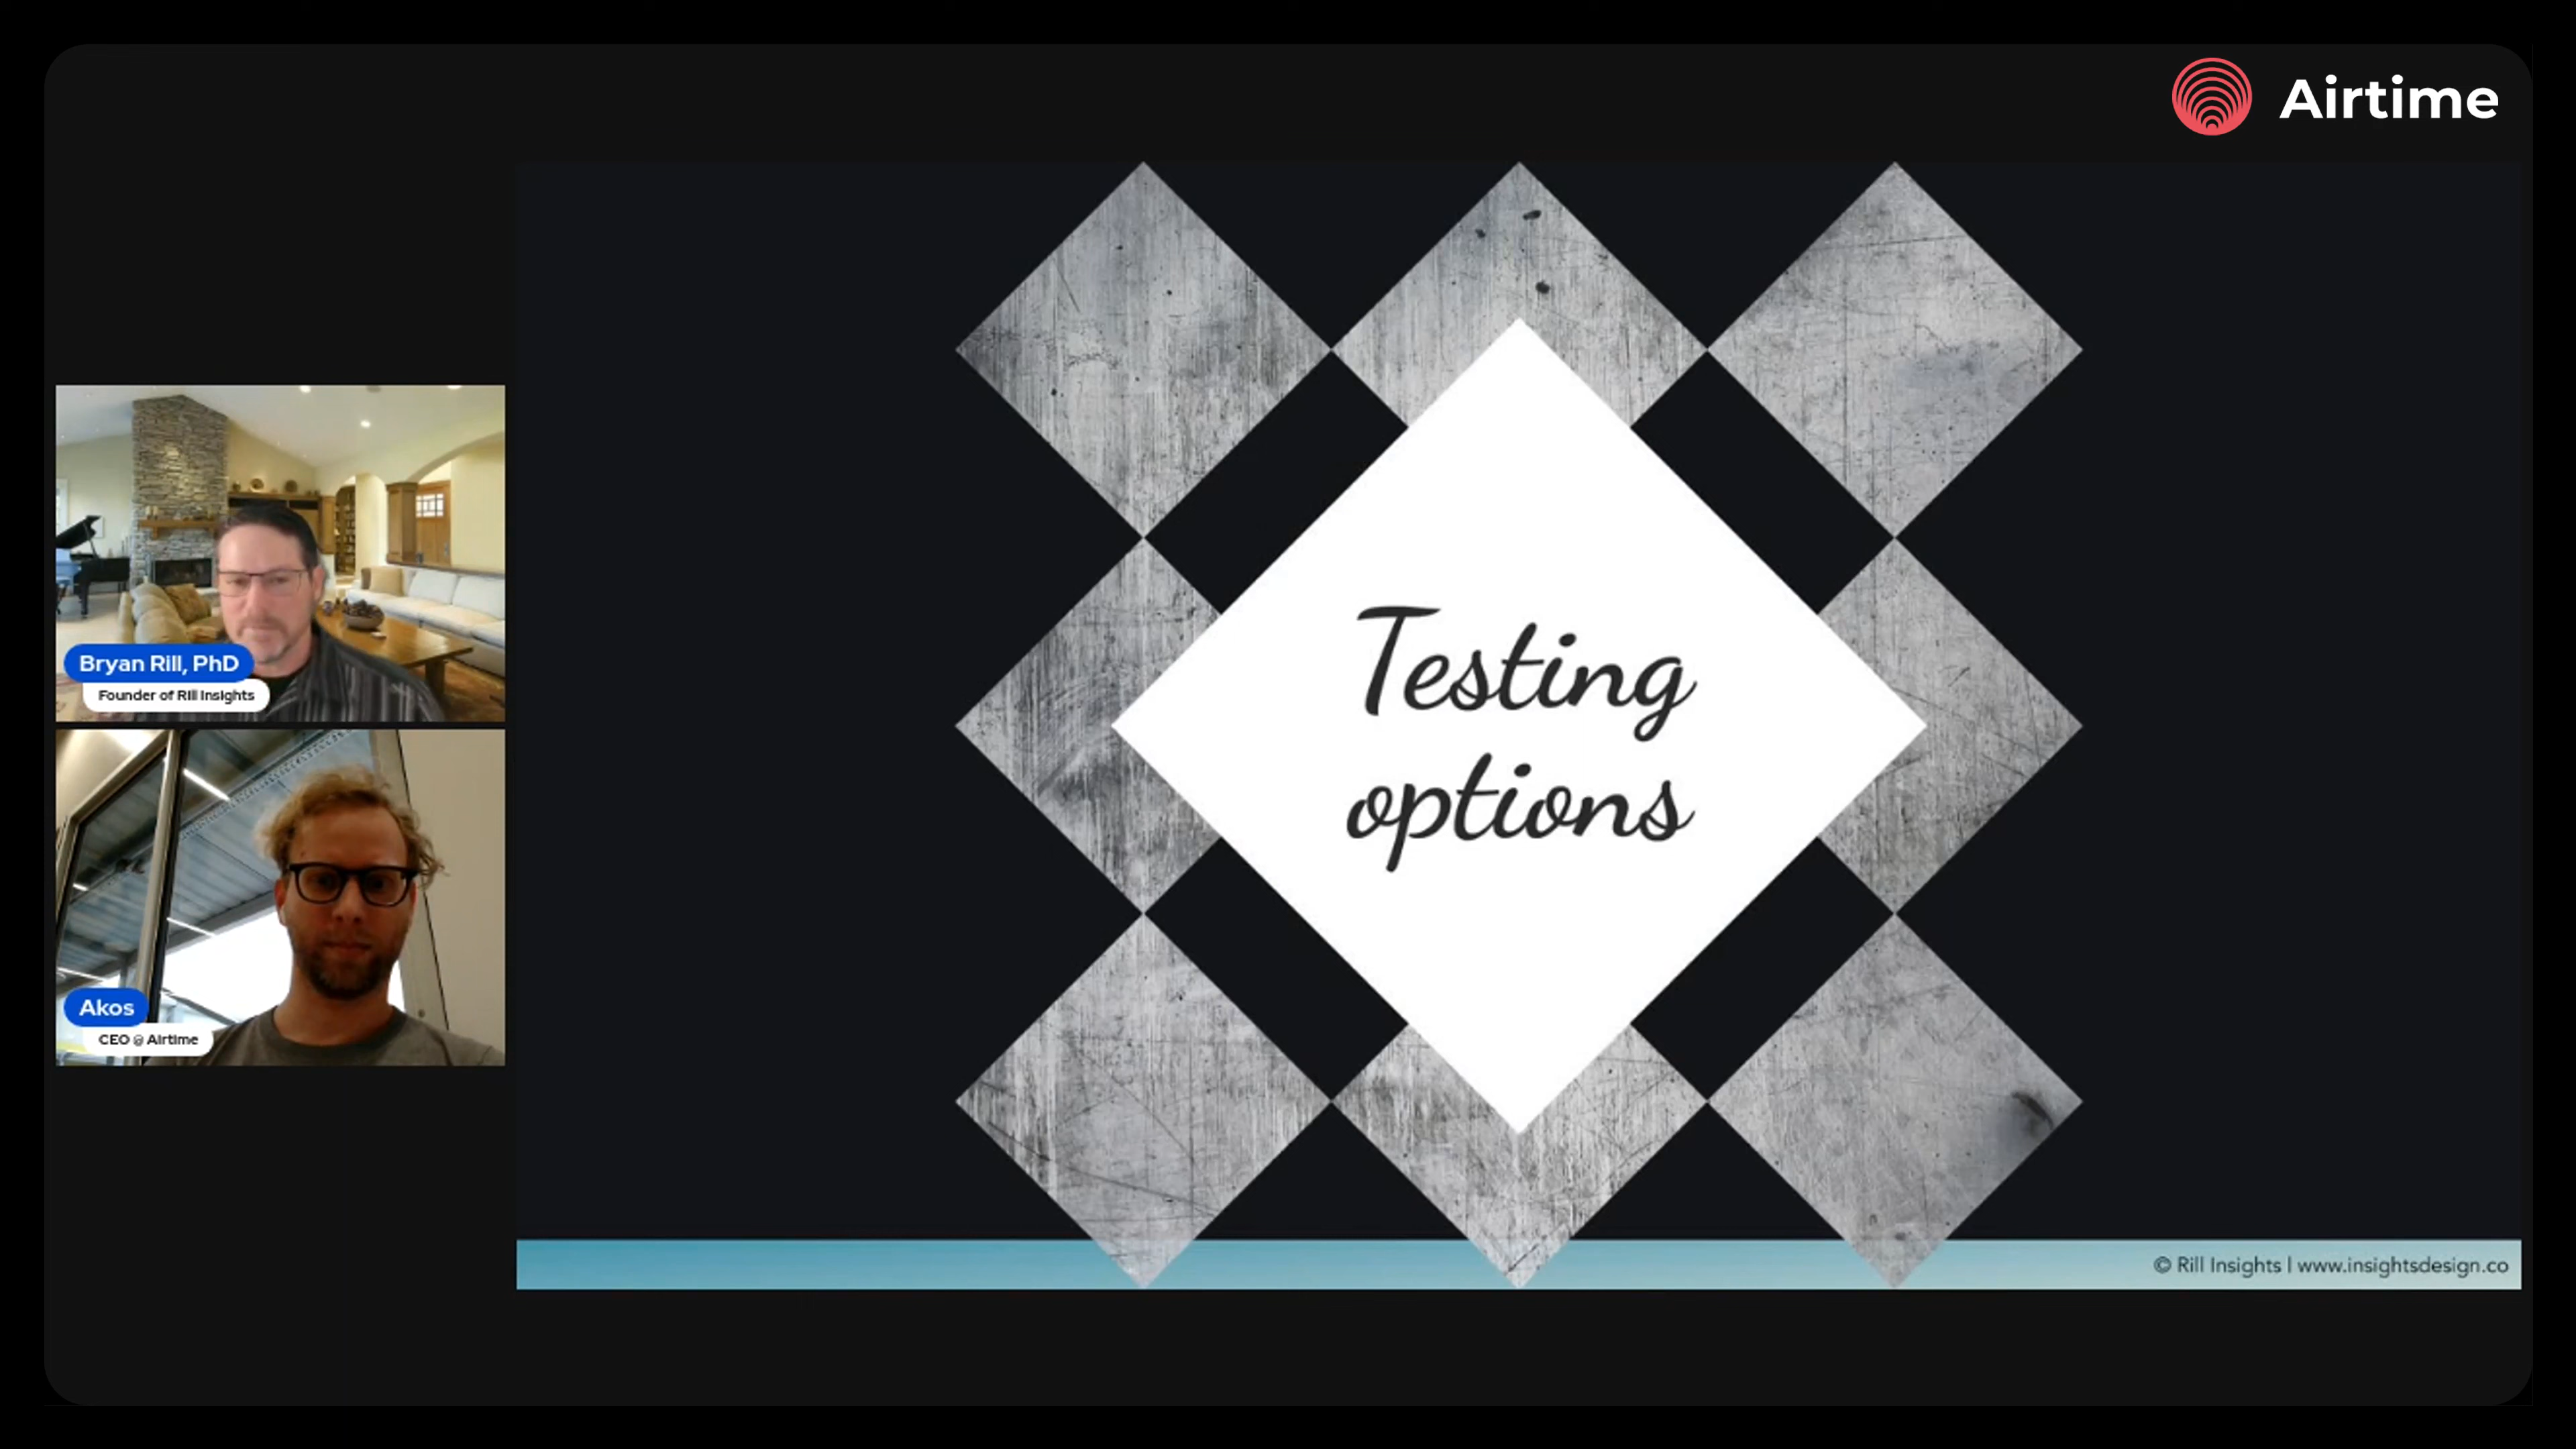 Airtime
Bryan Rill, PhD
Founder of Rill Insights
Akos
CEO @ Airtime
Testing
options
© Rill Insights | www.insightsdesign.co